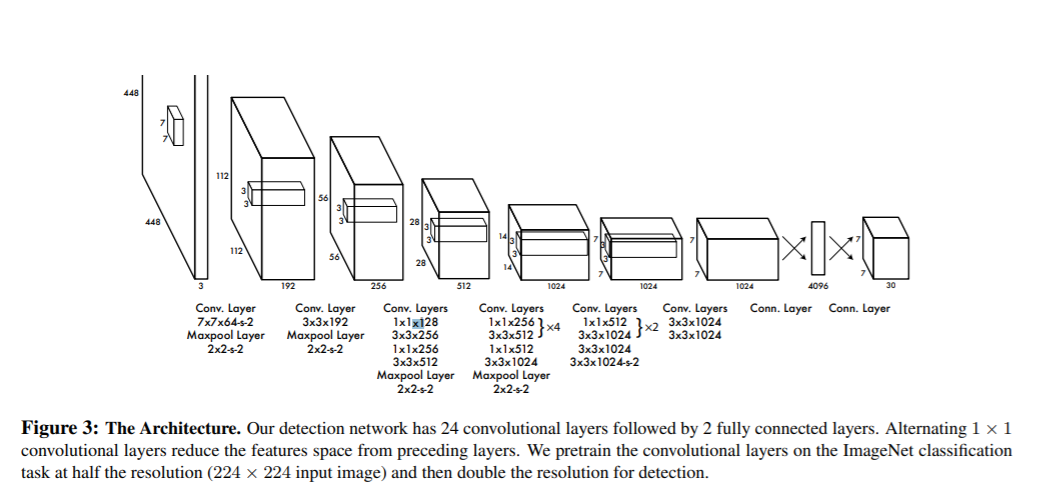 448
7
7
448
3
112
3
3
112
192
56
3
3
56
256
28
3
3
28
512
14
3
3
14
1024
7
3
3
7
1024
7
7
1024
4096
7
7
30
Conv. Layer
7x7x64-s-2
Maxpool Layer
2x2-s-2
Conv. Layer
3x3x192
Maxpool Layer
2x2-s-2
Conv. Layers
1x1x128
3x3x256
1x1x256
3x3x512
Maxpool Layer
2x2-s-2
Conv. Layers
1x1x256
3x3x512
}×4
1x1x512
3x3x1024
Maxpool Layer
2x2-s-2
Conv. Layers
1x1x512
3x3x1024
}×2
3x3x1024
3x3x1024-s-2
Conv. Layers
3x3x1024
3x3x1024
Conn. Layer
Conn. Layer
Figure 3: The Architecture. Our detection network has 24 convolutional layers followed by 2 fully connected layers. Alternating 1 × 1
convolutional layers reduce the features space from preceding layers. We pretrain the convolutional layers on the ImageNet classification
task at half the resolution (224 × 224 input image) and then double the resolution for detection.